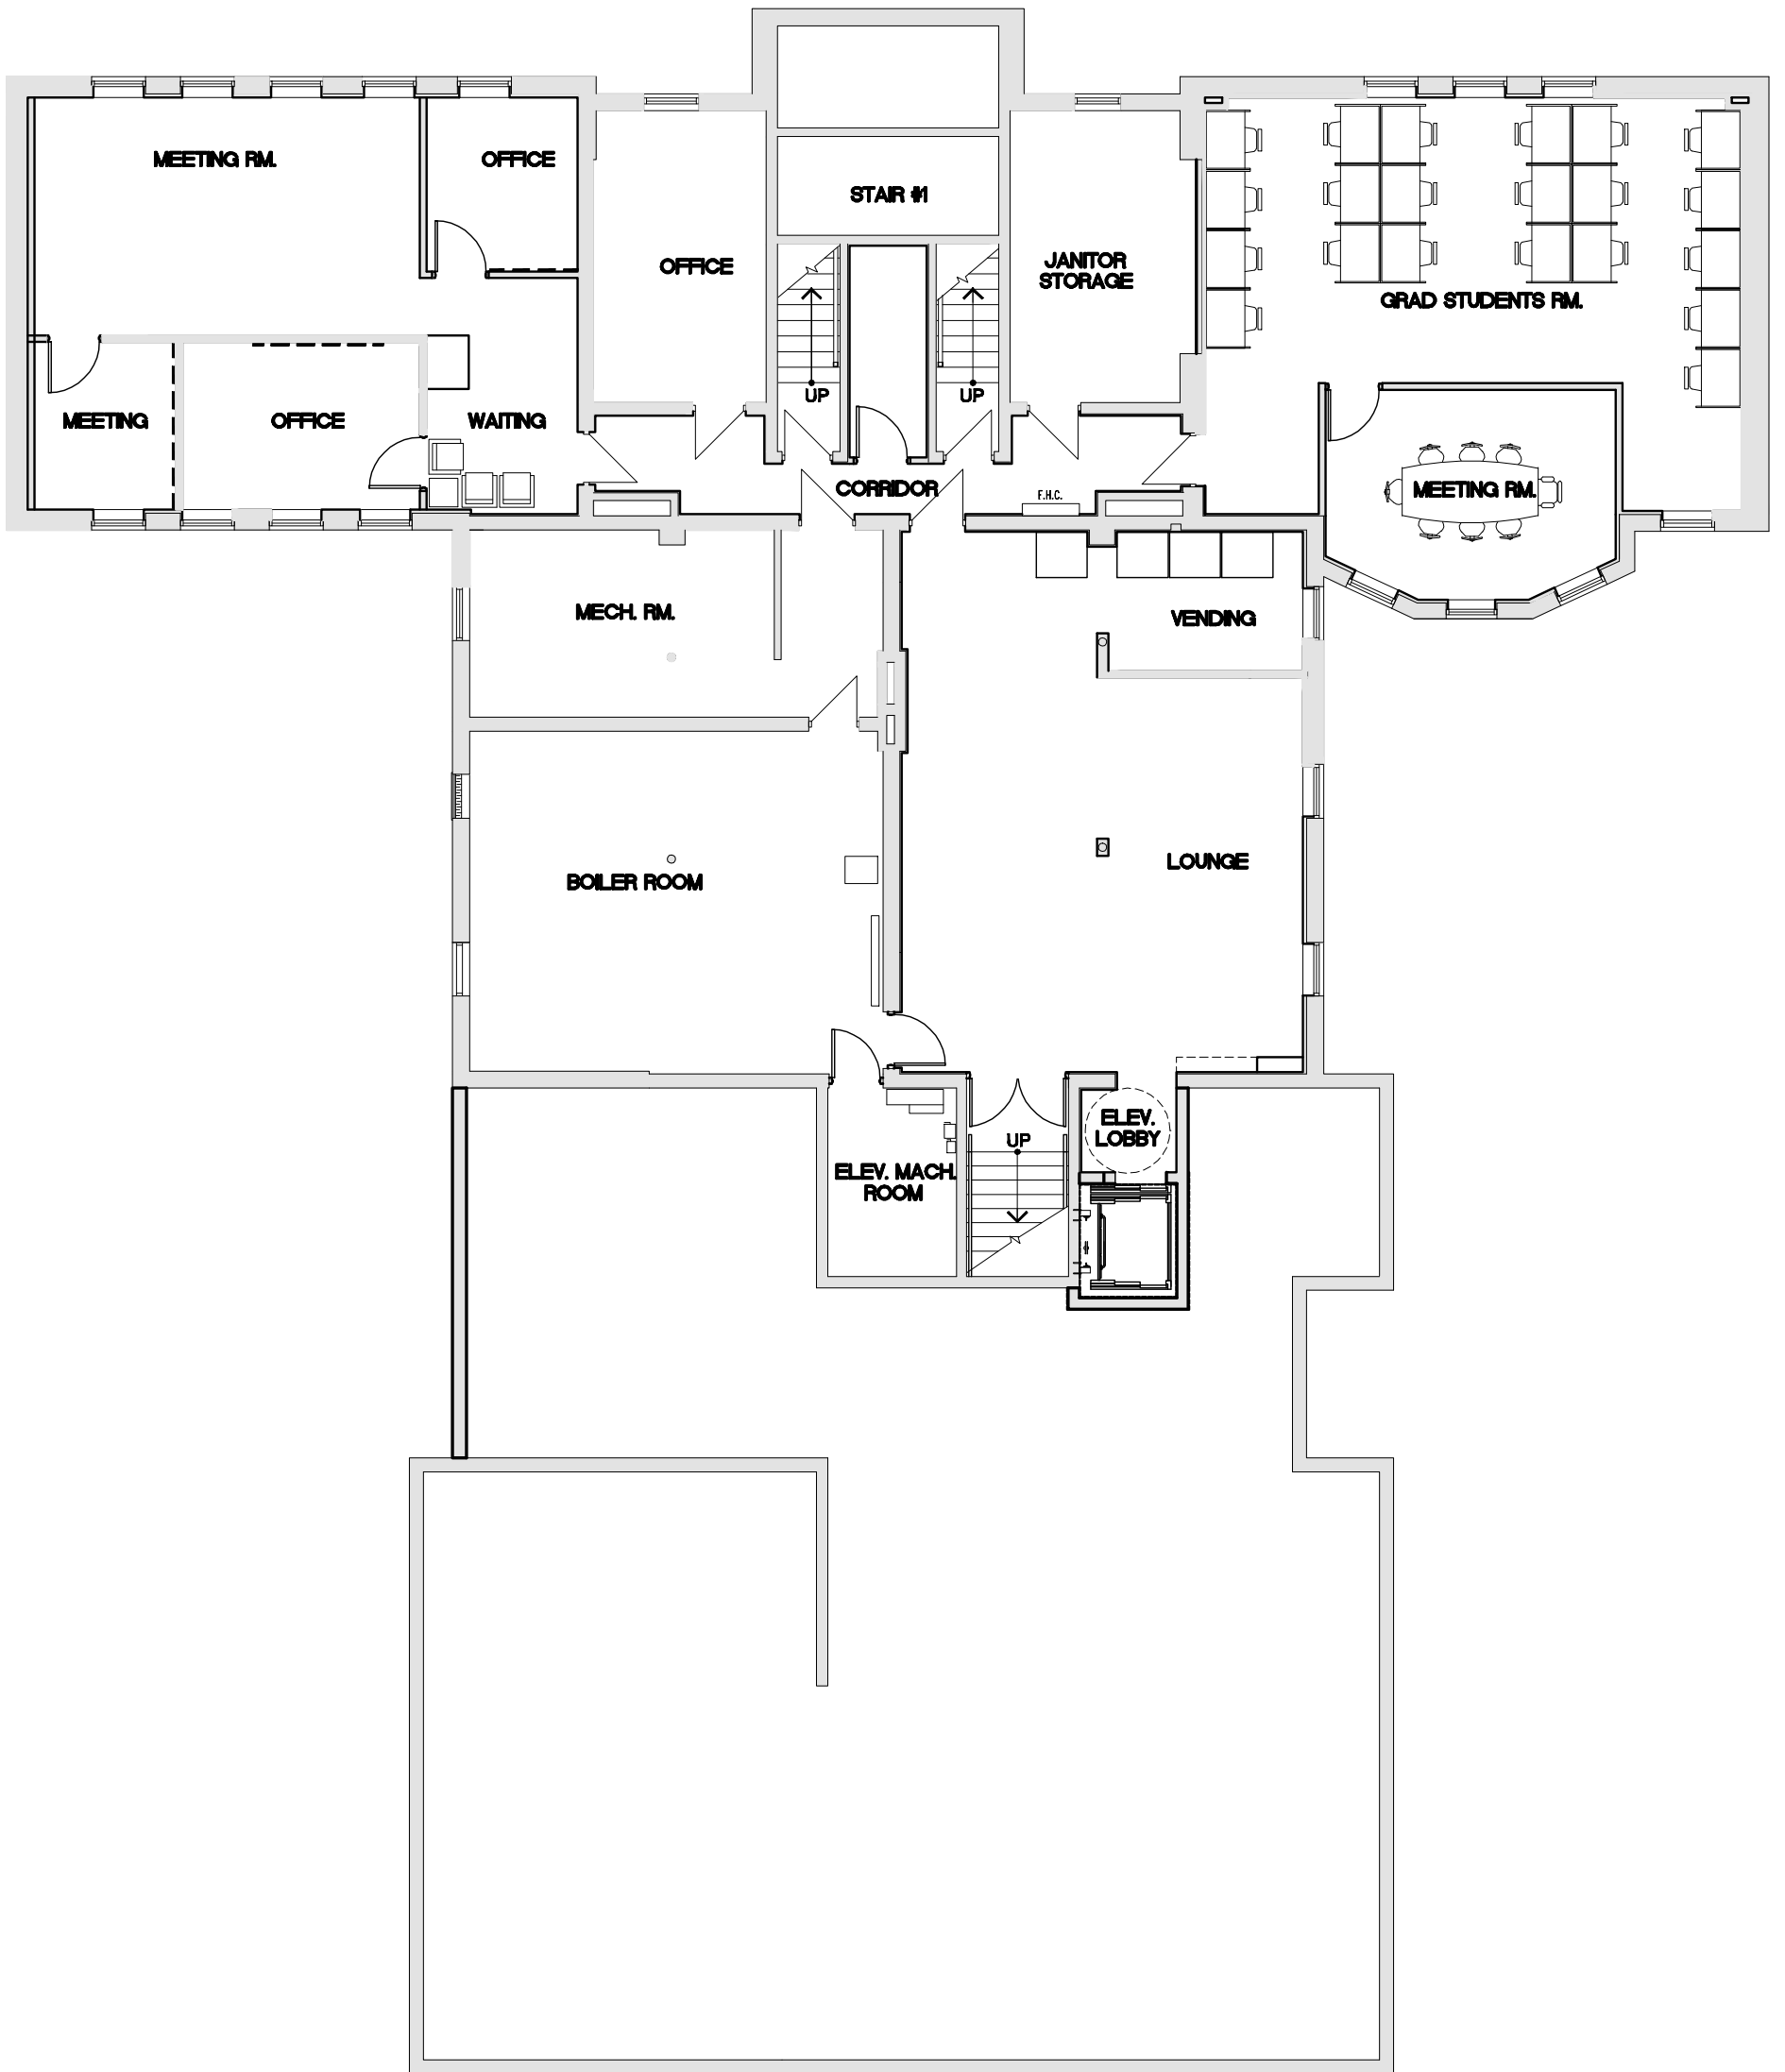 MEETING RM.
OFFICE
STAIR #1
OFFICE
JANITOR
STORAGE
GRAD STUDENTS RM.
UP
UP
MEETING
OFFICE
WAITING
CORRIDOR
F.H.C.
MEETING RM.
MECH. RM.
VENDING
LOUNGE
BOILER ROOM
ELEV.
LOBBY
UP
ELEV. MACH.
ROOM